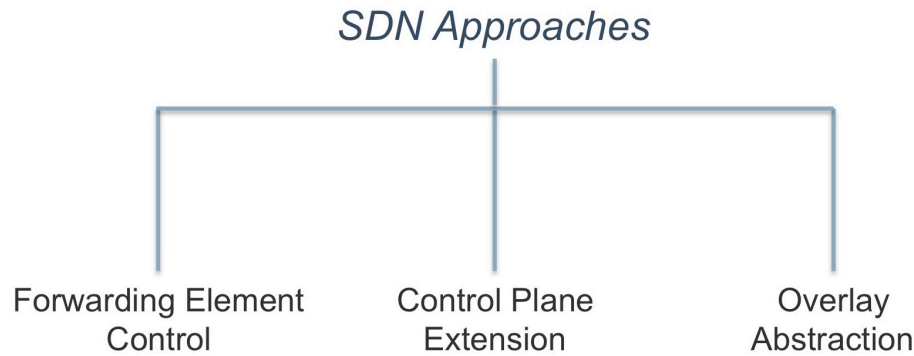 SDN Approaches
Forwarding Element
Control
Control Plane
Extension
Overlay
Abstraction